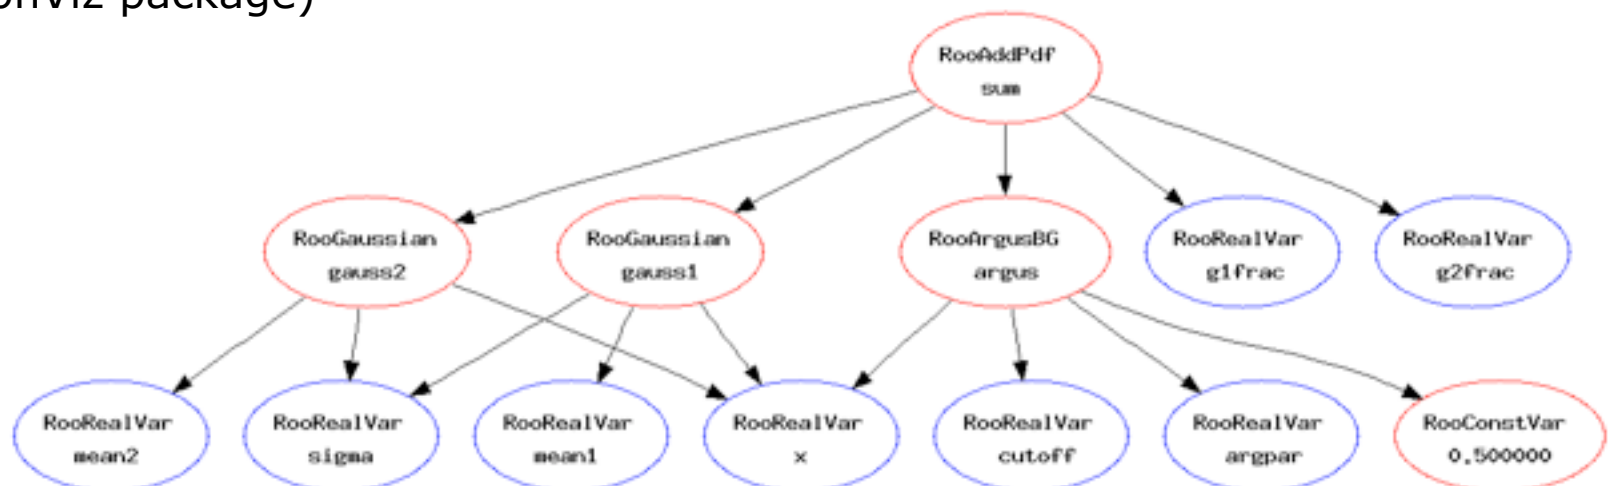 package)
RooAddPdf
sum
RooGaussian
gauss2
RooGaussian
gauss1
RooArgusBG
argus
RooRealVar
g1frac
RooRealVar
g2frac
RooRealVar
mean2
RooRealVar
sigma
RooRealVar
mean1
RooRealVar
x
RooRealVar
cutoff
RooRealVar
argpar
RooConstVar
0.500000